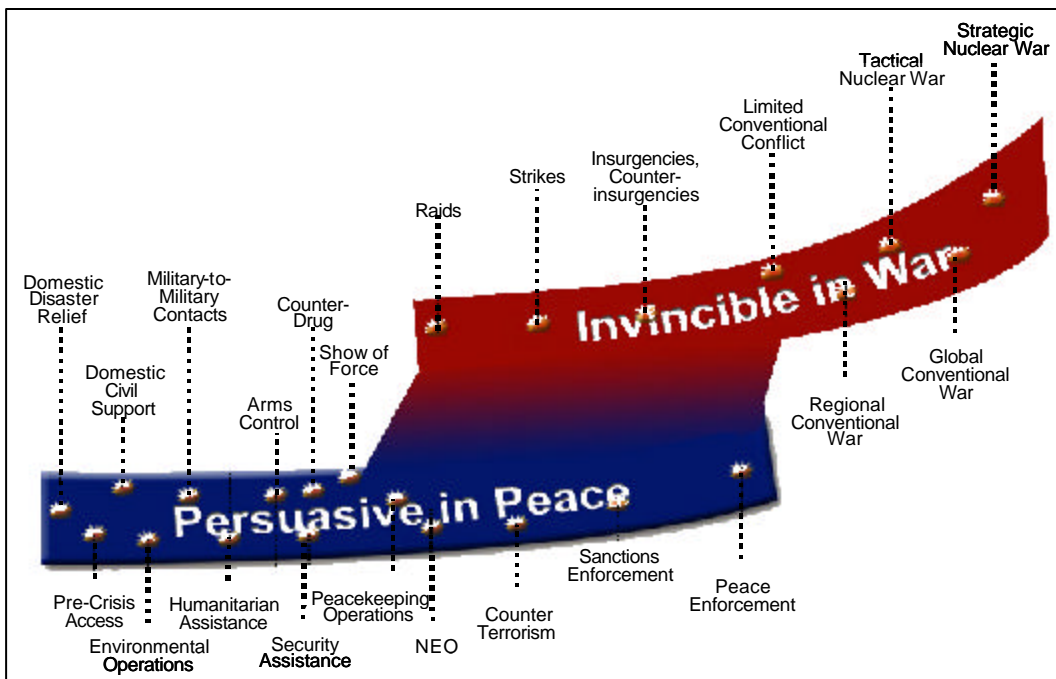 Strategic
Nuclear War
Tactical
Nuclear War
Limited
Conventional
Conflict
Insurgencies,
Counter-
insurgencies
Strikes
Raids
Domestic
Disaster
Relief
Military-to-
Military
Contacts
Counter-
Drug
Show of
Force
Domestic
Civil
Support
Arms
Control
Invincible in War
Global
Conventional
War
Regional
Conventional
War
Persuasive in Peace
Pre-Crisis
Access
Environmental
Operations
Humanitarian
Assistance
Security
Assistance
Peacekeeping
Operations
NEO
Counter
Terrorism
Sanctions
Enforcement
Peace
Enforcement